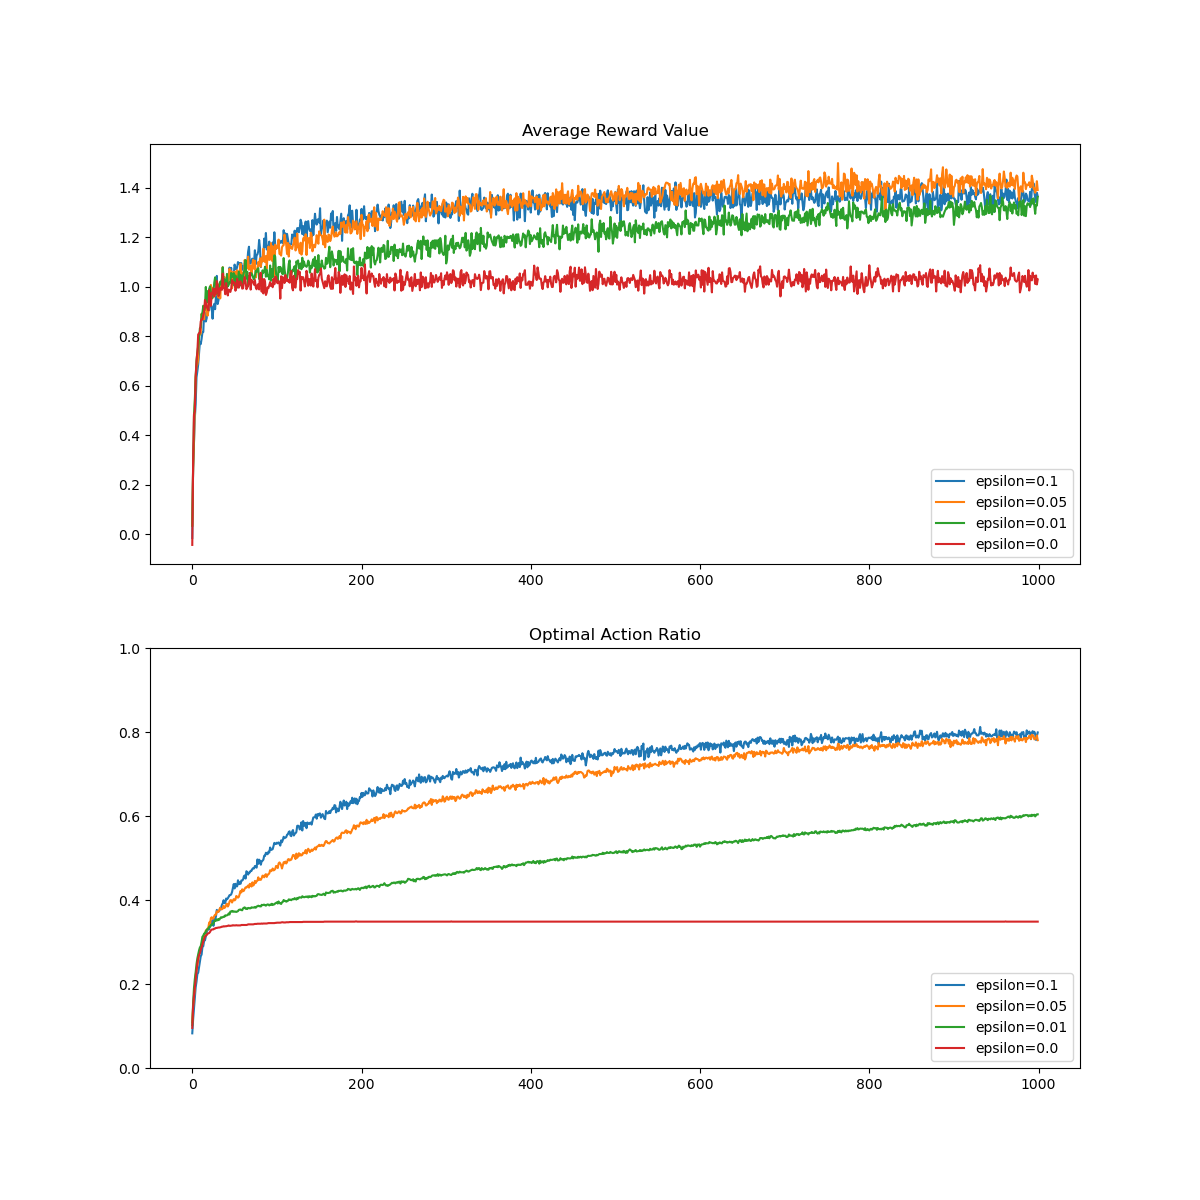 Average Reward Value
1.4
1.2
1.0
0.8
0.6
0.4
0.2
0.0
epsilon=0.1
epsilon=0.05
epsilon=0.01
epsilon=0.0
0 200 400 600 800 1000
Optimal Action Ratio
1.0
0.8
0.6
0.4
0.2
0.0
epsilon=0.1
epsilon=0.05
epsilon=0.01
epsilon=0.0
0 200 400 600 800 1000